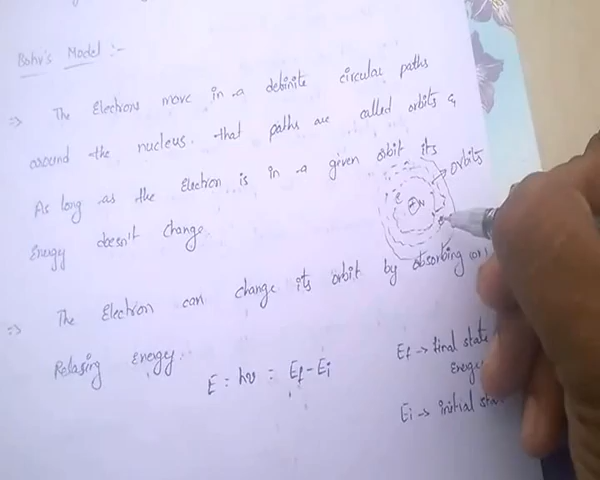 Bohr's Model :-
⇒ The Electrons move in a definite circular paths
around the nucleus that paths are called orbits &
As long as the Electron is in a given orbit its
Energy doesn't Change.
orbits
E
+ N
⇒ The Electron can change its orbit by absorbing (or)
Relasing Energy.
E = hν = Ef - Ei
Ef → final state
Energy
Ei → initial